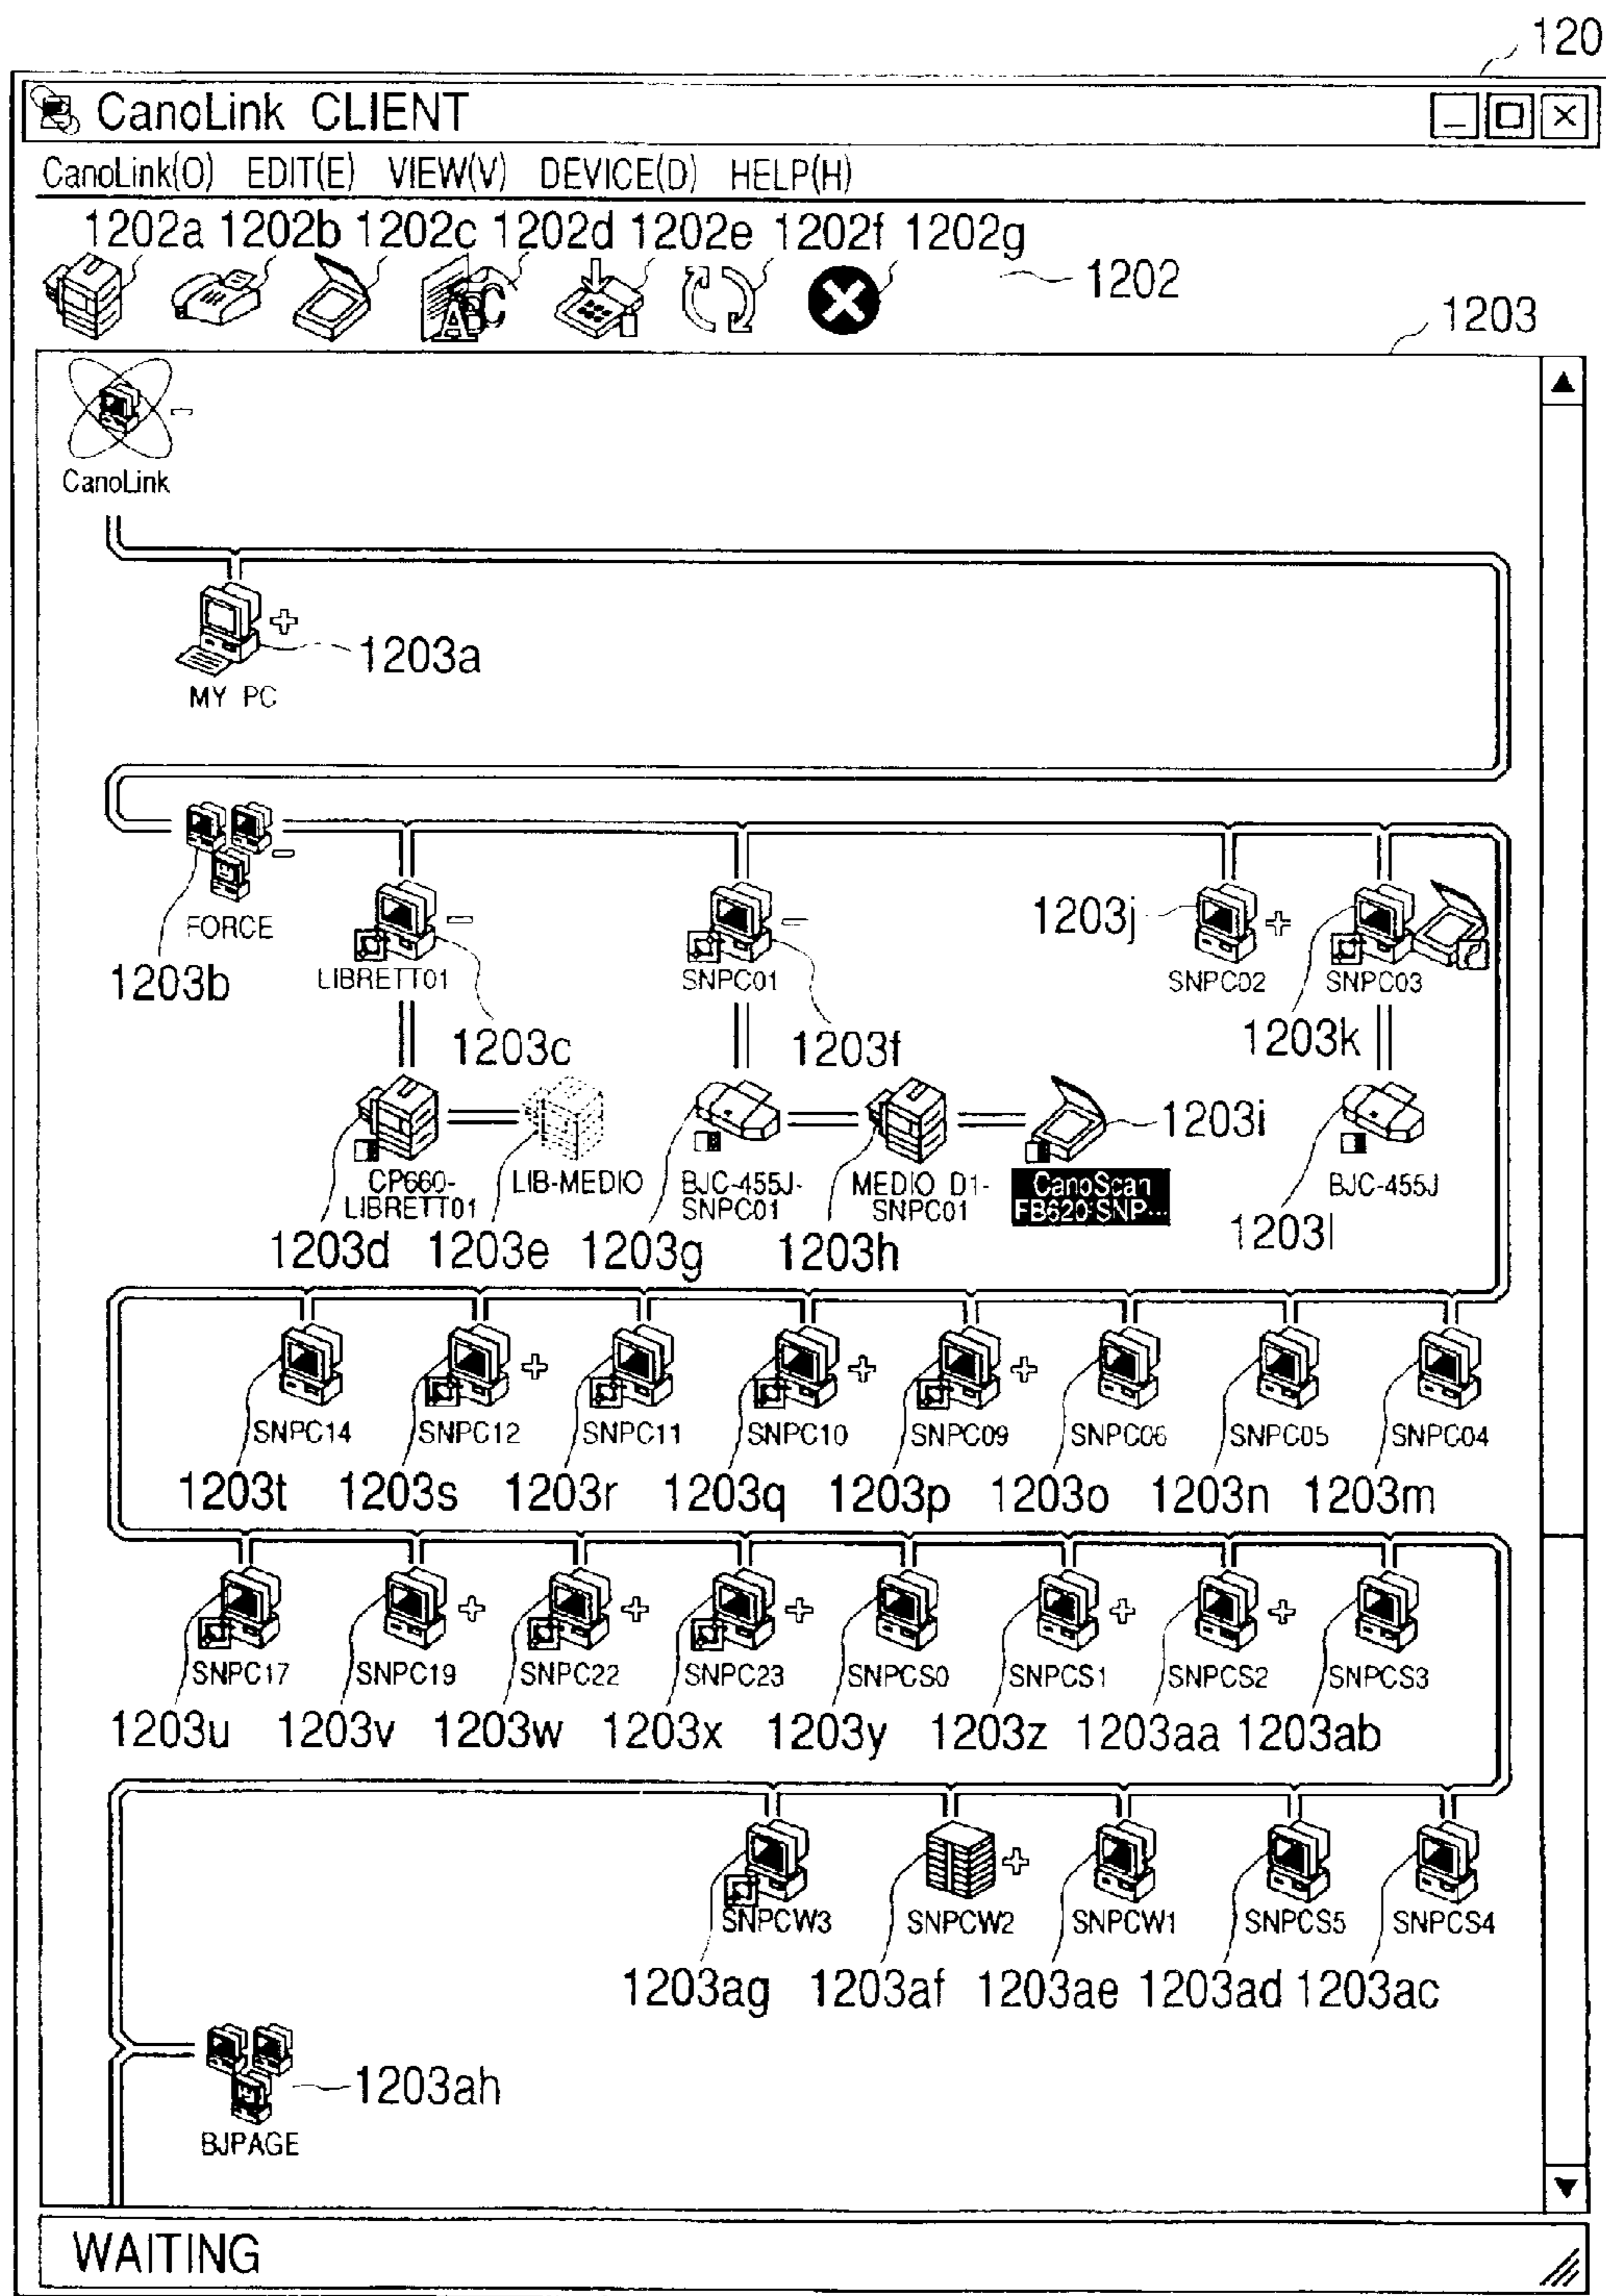 120
CanoLink CLIENT
CanoLink(O) EDIT(E) VIEW(V) DEVICE(D) HELP(H)
1202a 1202b 1202c 1202d 1202e 1202f 1202g
1202
ABC
1203
CanoLink
1203a
MY PC
FORCE
1203b
LIBRETT01
1203c
SNPC01
1203f
1203j
SNPC02
SNPC03
1203k
1203i
CP660-
LIBRETT01
LIB-MEDIO
BJC-455J-
SNPC01
MEDIO D1-
SNPC01
CanoScan
FB620 SNP...
BJC-455J
1203d 1203e 1203g 1203h
1203l
SNPC14 SNPC12 SNPC11 SNPC10 SNPC09 SNPC06 SNPC05 SNPC04
1203t 1203s 1203r 1203q 1203p 1203o 1203n 1203m
SNPC17 SNPC19 SNPC22 SNPC23 SNPCS0 SNPCS1 SNPCS2 SNPCS3
1203u 1203v 1203w 1203x 1203y 1203z 1203aa 1203ab
SNPCW3 SNPCW2 SNPCW1 SNPCS5 SNPCS4
1203ag 1203af 1203ae 1203ad 1203ac
1203ah
BJPAGE
WAITING